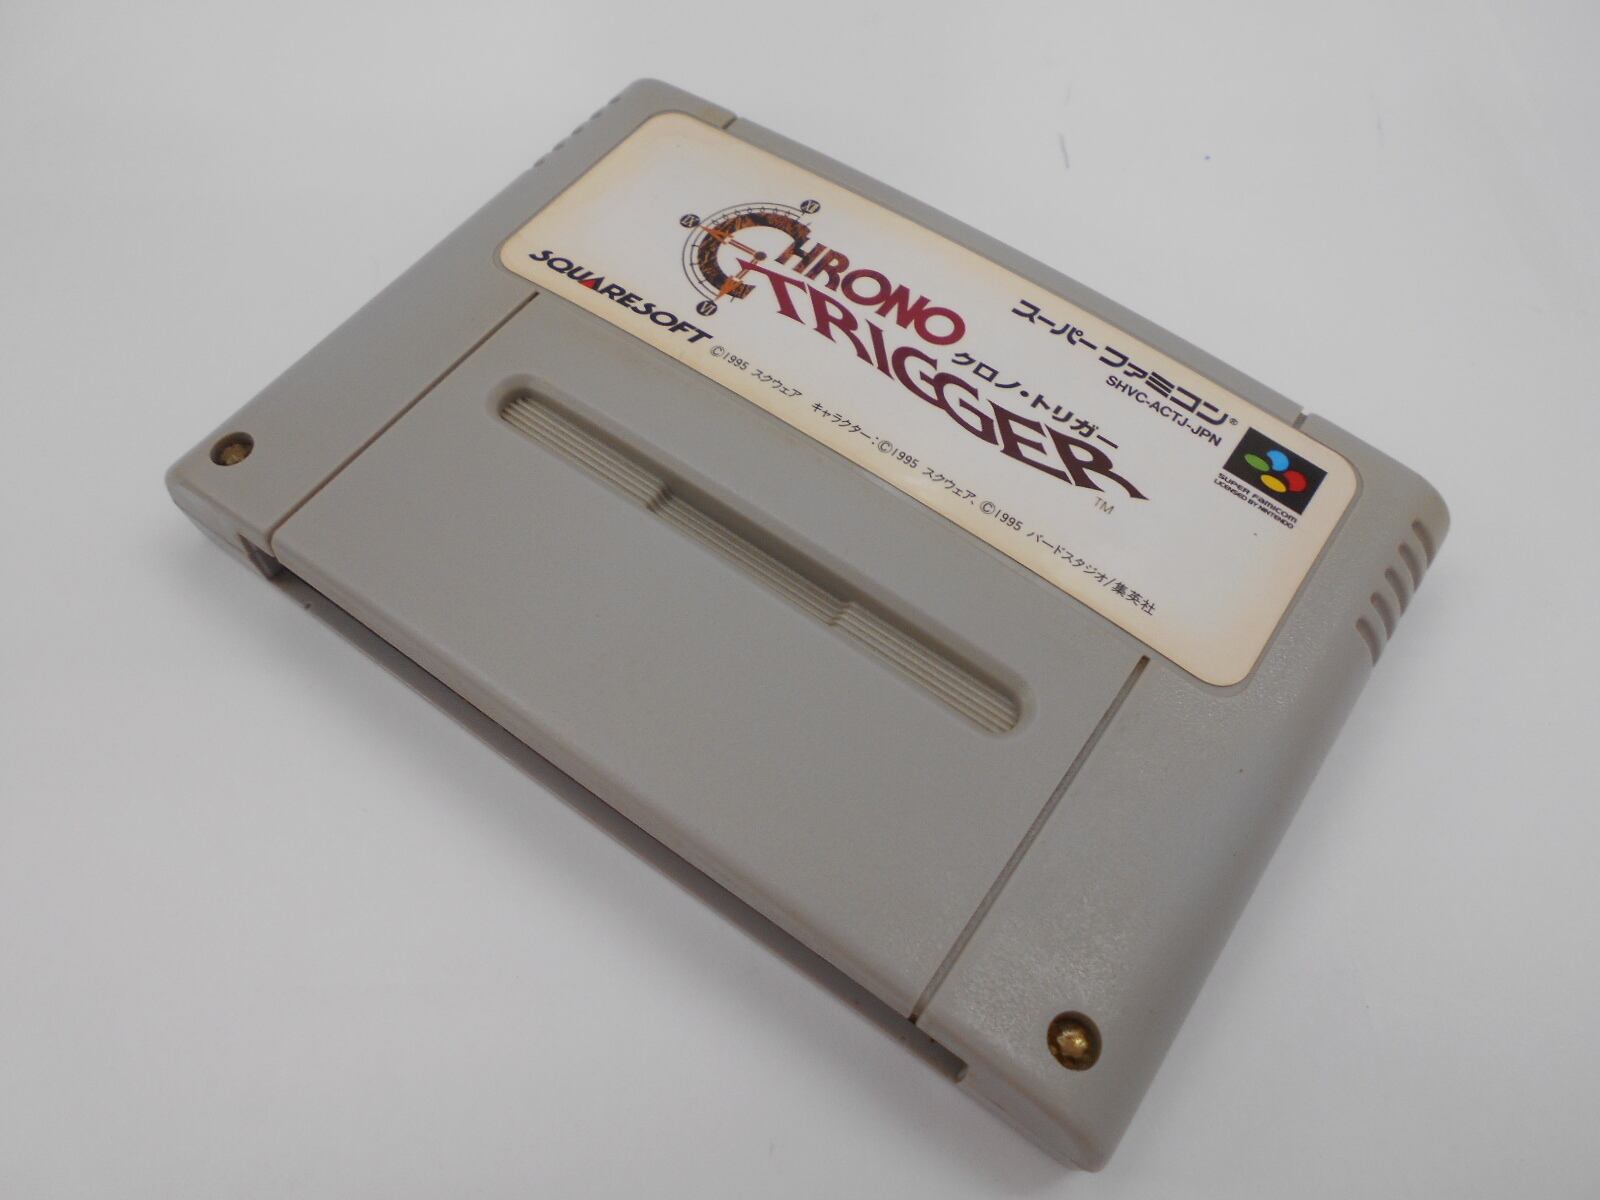 スーパーファミコン®
SHVC-ACTJ-JPN
XII
IX
VI
CHRONO
TRIGGER
クロノ・トリガー
TM
SQUARESOFT
SUPER FAMICOM
LICENSED BY NINTENDO
©1995 スクウェア キャラクター:©1995 スクウェア、©1995 バードスタジオ/集英社